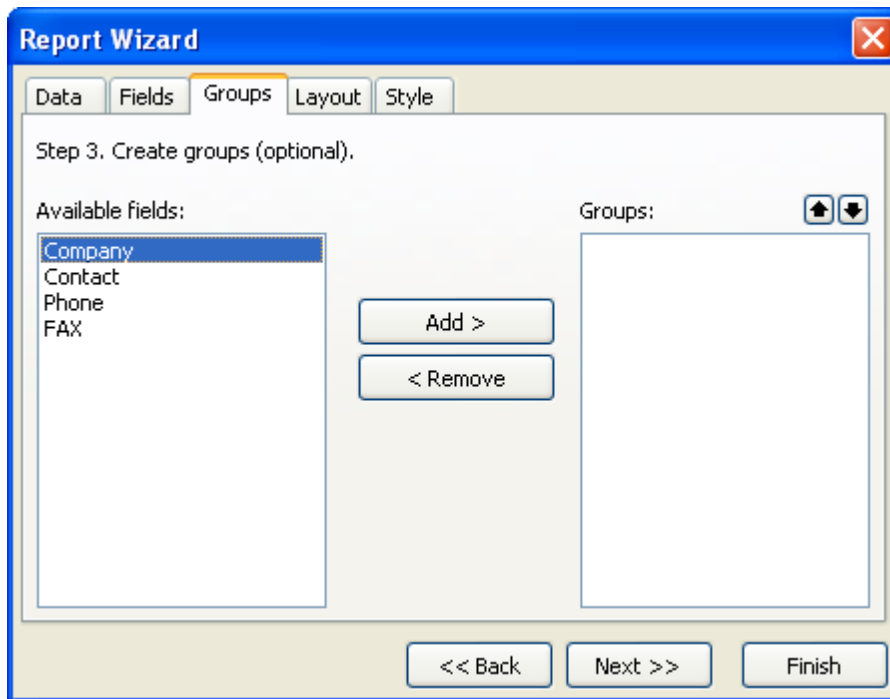 Report Wizard
Data Fields Groups Layout Style
Step 3. Create groups (optional).
Available fields:
Groups:
Company
Contact
Phone
FAX
Add >
< Remove
<< Back Next >> Finish